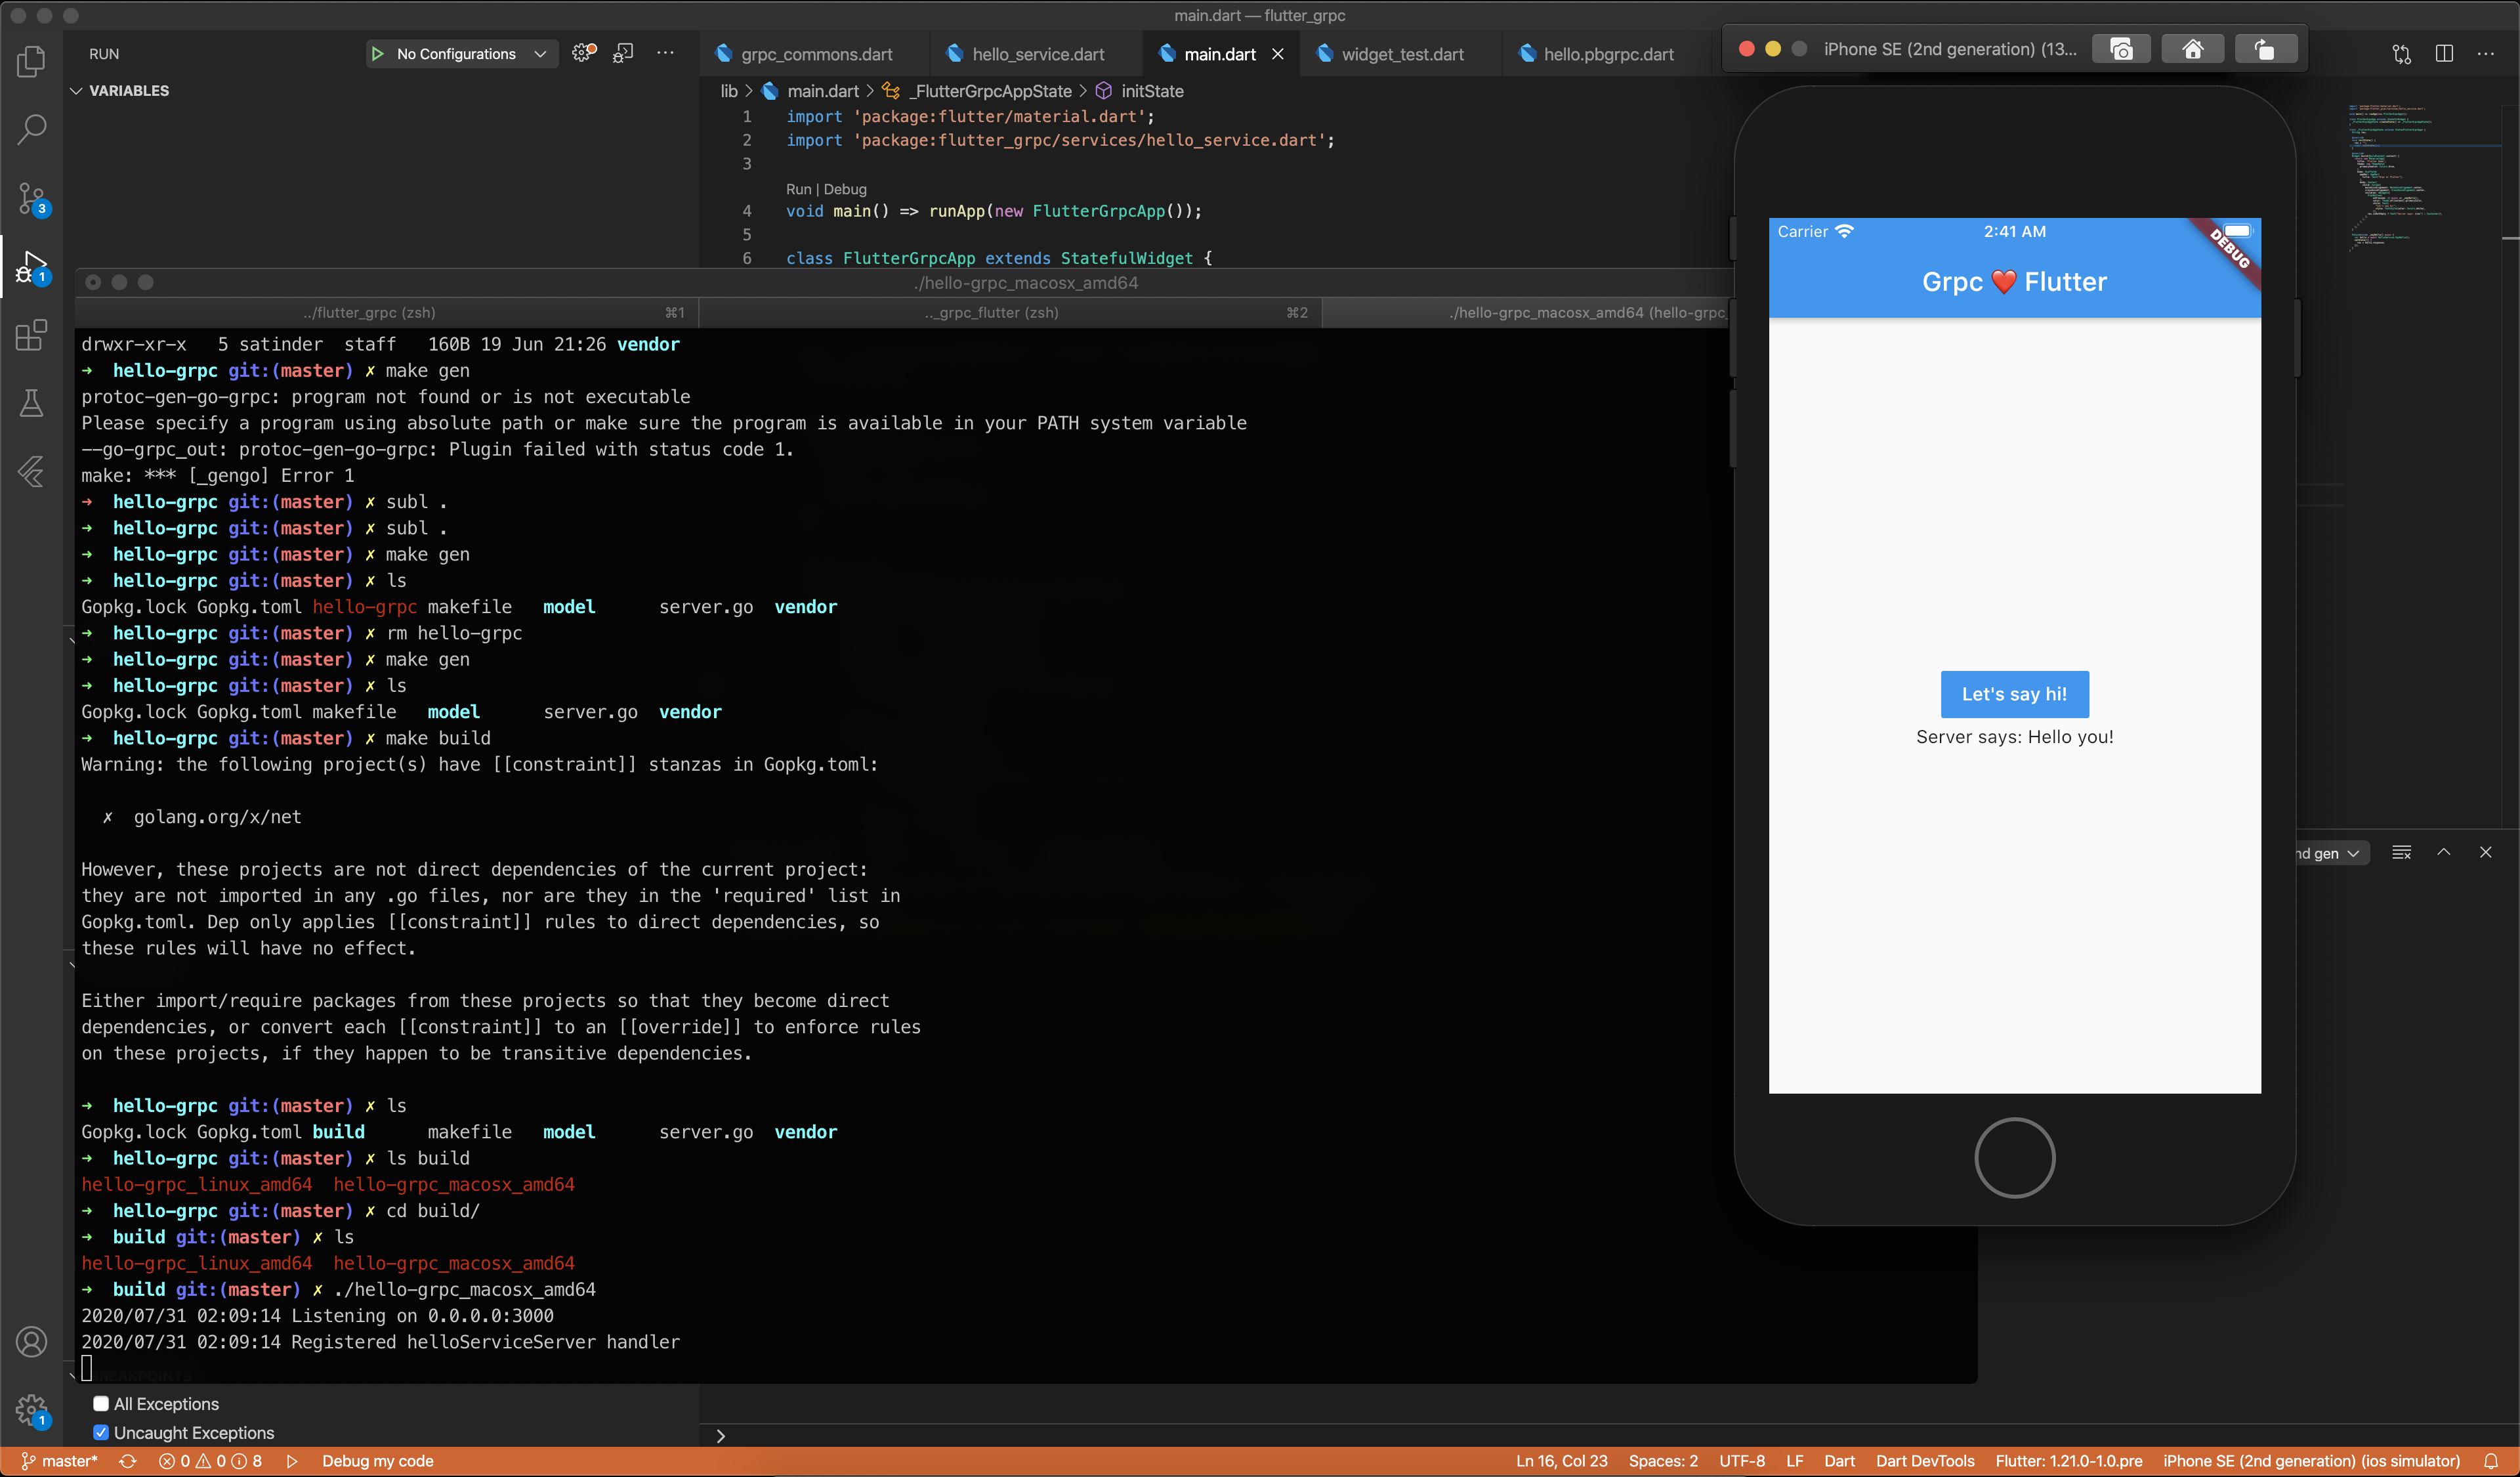 main.dart — flutter_grpc
RUN
No Configurations
grpc_commons.dart
hello_service.dart
main.dart
widget_test.dart
hello.pbgrpc.dart
iPhone SE (2nd generation) (13...
VARIABLES
lib > main.dart > _FlutterGrpcAppState > initState
1 import 'package:flutter/material.dart';
2 import 'package:flutter_grpc/services/hello_service.dart';
3
Run | Debug
4 void main() => runApp(new FlutterGrpcApp());
5
6 class FlutterGrpcApp extends StatefulWidget {
3
1
./hello-grpc_macosx_amd64
../flutter_grpc (zsh) ⌘1
.._grpc_flutter (zsh) ⌘2
./hello-grpc_macosx_amd64 (hello-grpc_
drwxr-xr-x   5 satinder  staff   160B 19 Jun 21:26 vendor
➜  hello-grpc git:(master) ✗ make gen
protoc-gen-go-grpc: program not found or is not executable
Please specify a program using absolute path or make sure the program is available in your PATH system variable
--go-grpc_out: protoc-gen-go-grpc: Plugin failed with status code 1.
make: *** [_gengo] Error 1
➜  hello-grpc git:(master) ✗ subl .
➜  hello-grpc git:(master) ✗ subl .
➜  hello-grpc git:(master) ✗ make gen
➜  hello-grpc git:(master) ✗ ls
Gopkg.lock Gopkg.toml hello-grpc makefile   model      server.go  vendor
➜  hello-grpc git:(master) ✗ rm hello-grpc
➜  hello-grpc git:(master) ✗ make gen
➜  hello-grpc git:(master) ✗ ls
Gopkg.lock Gopkg.toml makefile   model      server.go  vendor
➜  hello-grpc git:(master) ✗ make build
Warning: the following project(s) have [[constraint]] stanzas in Gopkg.toml:
✗  golang.org/x/net
However, these projects are not direct dependencies of the current project:
they are not imported in any .go files, nor are they in the 'required' list in
Gopkg.toml. Dep only applies [[constraint]] rules to direct dependencies, so
these rules will have no effect.
Either import/require packages from these projects so that they become direct
dependencies, or convert each [[constraint]] to an [[override]] to enforce rules
on these projects, if they happen to be transitive dependencies.
➜  hello-grpc git:(master) ✗ ls
Gopkg.lock Gopkg.toml build      makefile   model      server.go  vendor
➜  hello-grpc git:(master) ✗ ls build
hello-grpc_linux_amd64  hello-grpc_macosx_amd64
➜  hello-grpc git:(master) ✗ cd build/
➜  build git:(master) ✗ ls
hello-grpc_linux_amd64  hello-grpc_macosx_amd64
➜  build git:(master) ✗ ./hello-grpc_macosx_amd64
2020/07/31 02:09:14 Listening on 0.0.0.0:3000
2020/07/31 02:09:14 Registered helloServiceServer handler
Carrier
2:41 AM
DEBUG
Grpc ❤️ Flutter
Let's say hi!
Server says: Hello you!
nd gen
BREAKPOINTS
All Exceptions
Uncaught Exceptions
1
master*
0 0 8
Debug my code
Ln 16, Col 23
Spaces: 2
UTF-8
LF
Dart
Dart DevTools
Flutter: 1.21.0-1.0.pre
iPhone SE (2nd generation) (ios simulator)